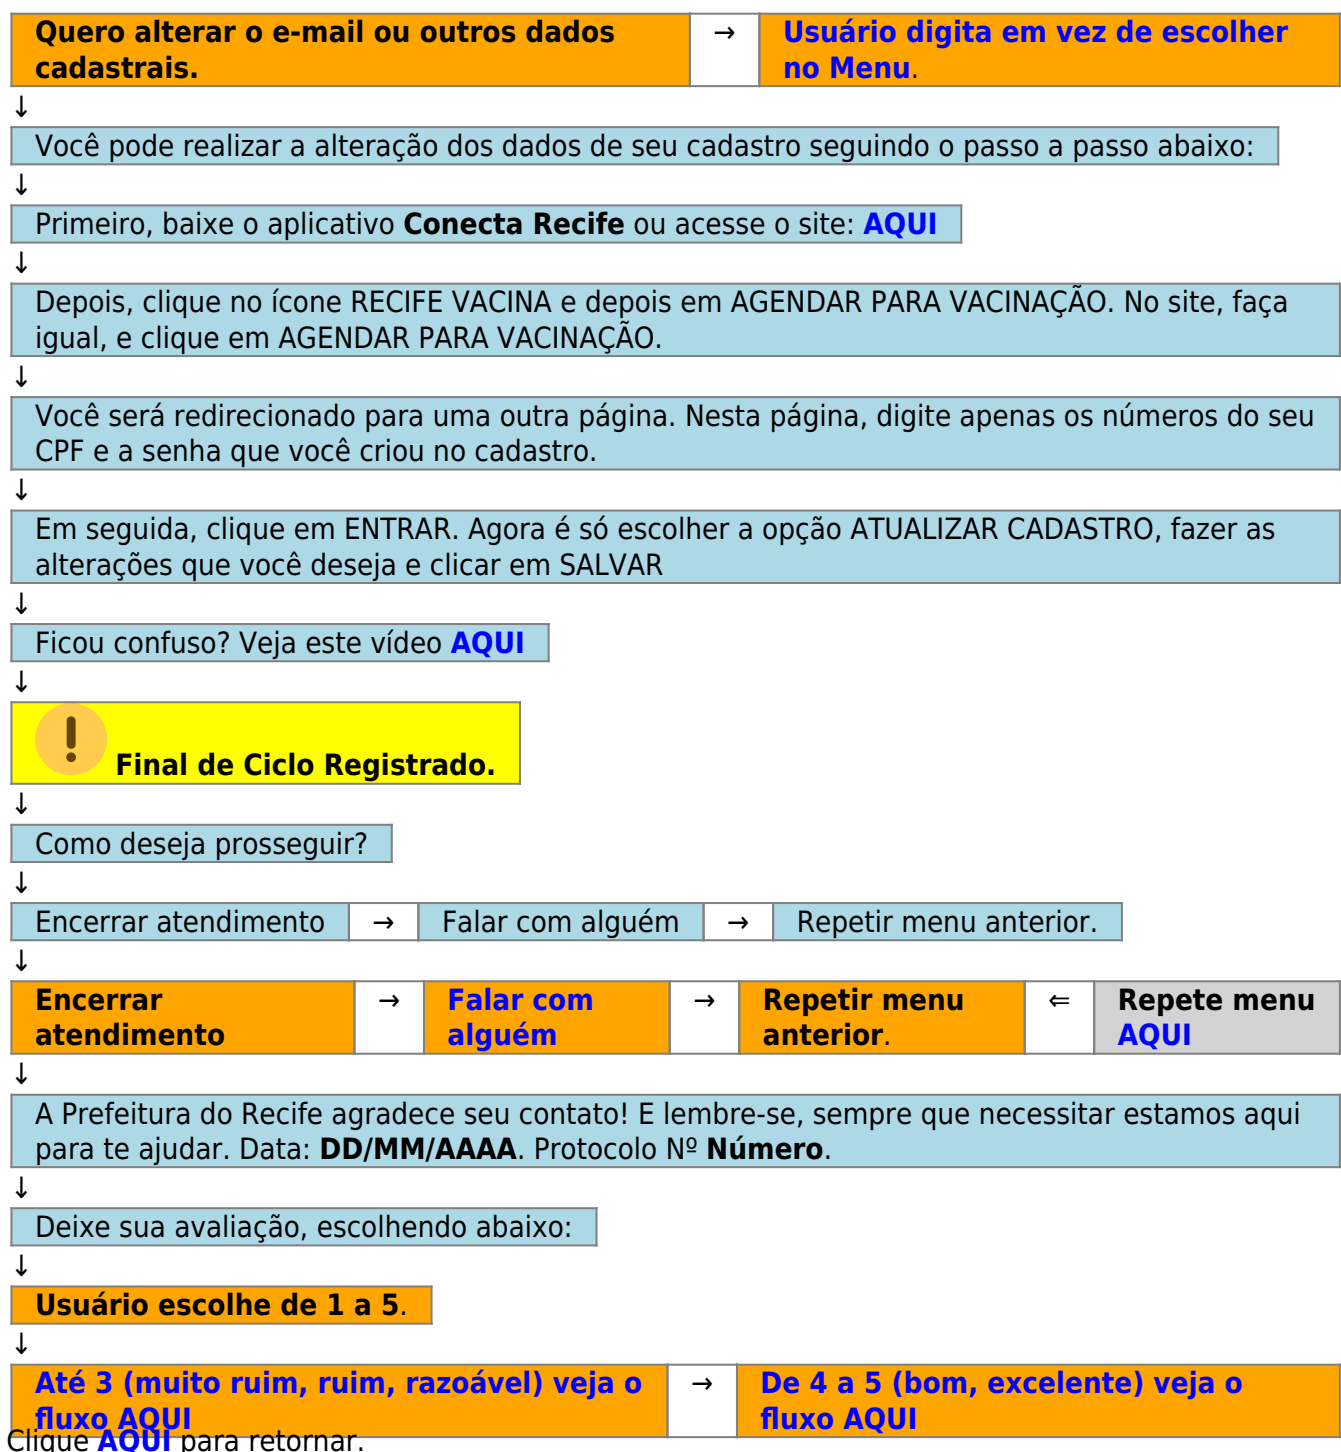 Quero alterar o e-mail ou outros dados → Usuário digita em vez de escolher
cadastrais. no Menu.
↓
Você pode realizar a alteração dos dados de seu cadastro seguindo o passo a passo abaixo:
↓
Primeiro, baixe o aplicativo Conecta Recife ou acesse o site: AQUI
↓
Depois, clique no ícone RECIFE VACINA e depois em AGENDAR PARA VACINAÇÃO. No site, faça
igual, e clique em AGENDAR PARA VACINAÇÃO.
↓
Você será redirecionado para uma outra página. Nesta página, digite apenas os números do seu
CPF e a senha que você criou no cadastro.
↓
Em seguida, clique em ENTRAR. Agora é só escolher a opção ATUALIZAR CADASTRO, fazer as
alterações que você deseja e clicar em SALVAR
↓
Ficou confuso? Veja este vídeo AQUI
↓
Final de Ciclo Registrado.
↓
Como deseja prosseguir?
↓
Encerrar atendimento → Falar com alguém → Repetir menu anterior.
↓
Encerrar → Falar com → Repetir menu ⇐ Repete menu
atendimento alguém anterior. AQUI
↓
A Prefeitura do Recife agradece seu contato! E lembre-se, sempre que necessitar estamos aqui
para te ajudar. Data: DD/MM/AAAA. Protocolo Nº Número.
↓
Deixe sua avaliação, escolhendo abaixo:
↓
Usuário escolhe de 1 a 5.
↓
Até 3 (muito ruim, ruim, razoável) veja o → De 4 a 5 (bom, excelente) veja o
fluxo AQUI fluxo AQUI
Clique AQUI para retornar.